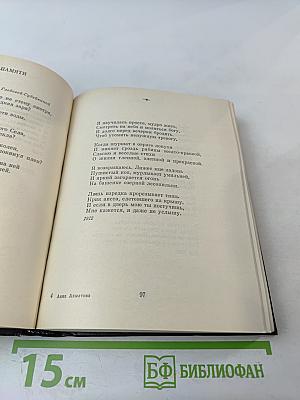 ПАМЯТИ
Я научилась просто, мудро жить,
Смотреть на небо и молиться богу,
И долго перед вечером бродить,
Чтоб утомить ненужную тревогу.
Когда шуршат в овраге лопухи
И никнет гроздь рябины желто-красной,
Слагаю я веселые стихи
О жизни тленной, тленной и прекрасной.
Я возвращаюсь. Лижет мне ладонь
Пушистый кот, мурлыкает умильней,
И яркий загорается огонь
На башенке озерной лесопильни.
Лишь изредка прорезывает тишь
Крик аиста, слетевшего на крышу.
И если в дверь мою ты постучишь,
Мне кажется, я даже не услышу.
1912
4 Анна Ахматова
97
15 см
БФ БИБЛИОФАН